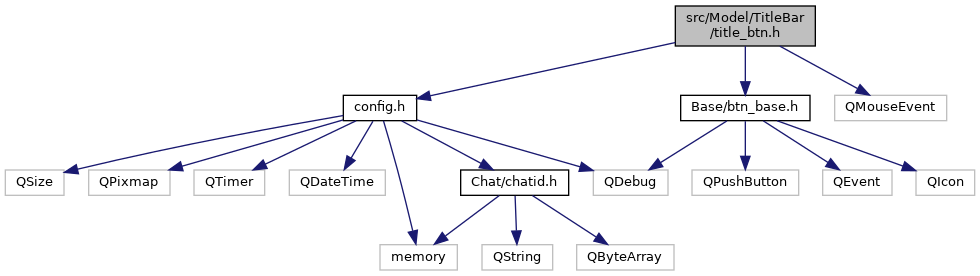 src/Model/TitleBar
/title_btn.h
config.h
Base/btn_base.h
QMouseEvent
QSize
QPixmap
QTimer
QDateTime
Chat/chatid.h
QDebug
QPushButton
QEvent
QIcon
memory
QString
QByteArray